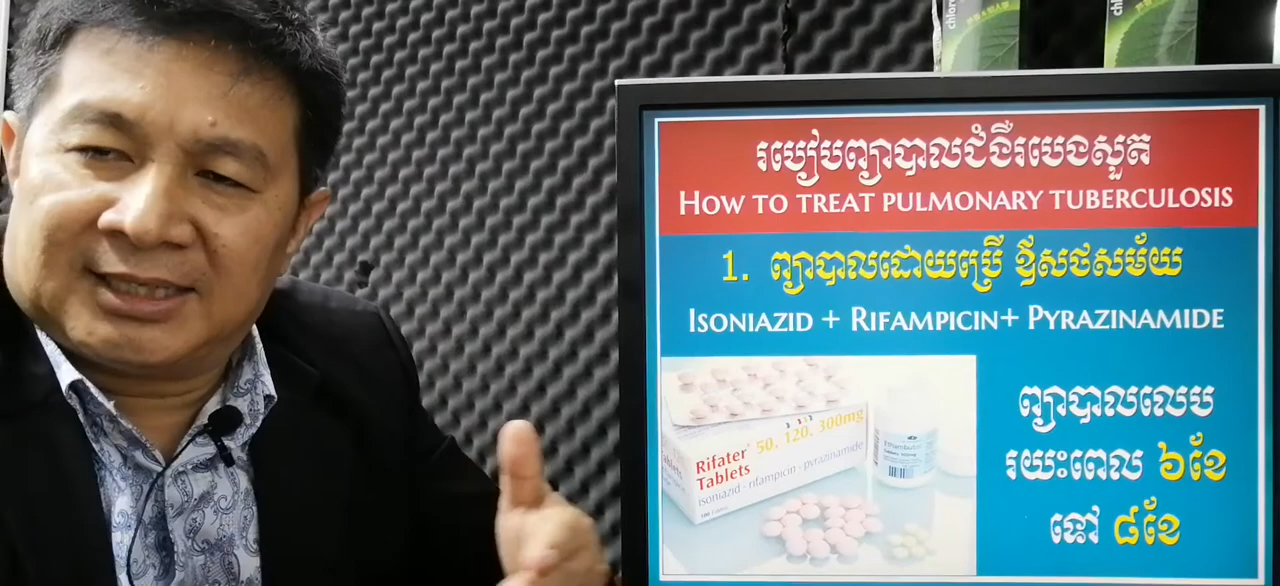 chlor
chlor
របៀបព្យាបាលជំងឺរបេងសួត
HOW TO TREAT PULMONARY TUBERCULOSIS
1. ព្យាបាលដោយប្រើ ឱសថសម័យ
ISONIAZID + RIFAMPICIN+ PYRAZINAMIDE
Rifater 50. 120. 300mg
Tablets
isoniazid - rifampicin - pyrazinamide
Tablets
ព្យាបាលលេប
រយៈពេល ៦ខែ
ទៅ ៨ខែ